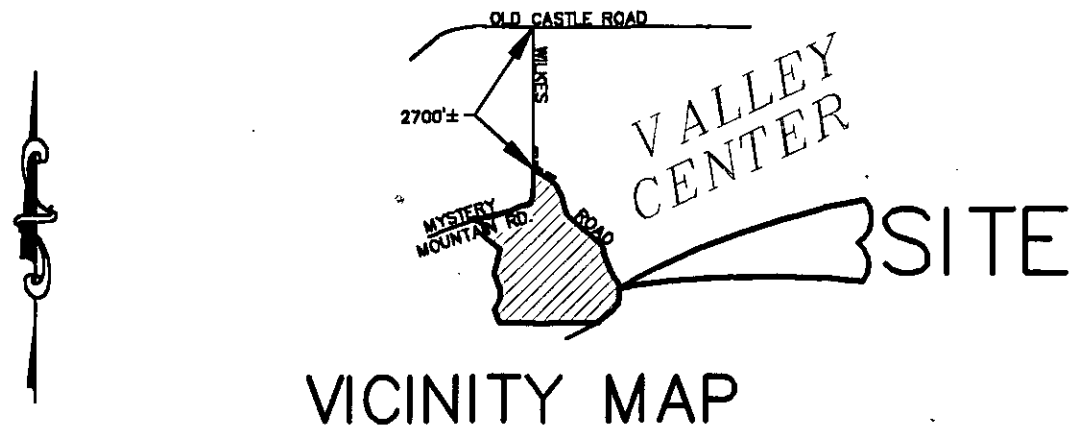 OLD CASTLE ROAD
WILKES
2700'±
VALLEY
CENTER
MYSTERY
MOUNTAIN RD.
ROAD
SITE
VICINITY MAP